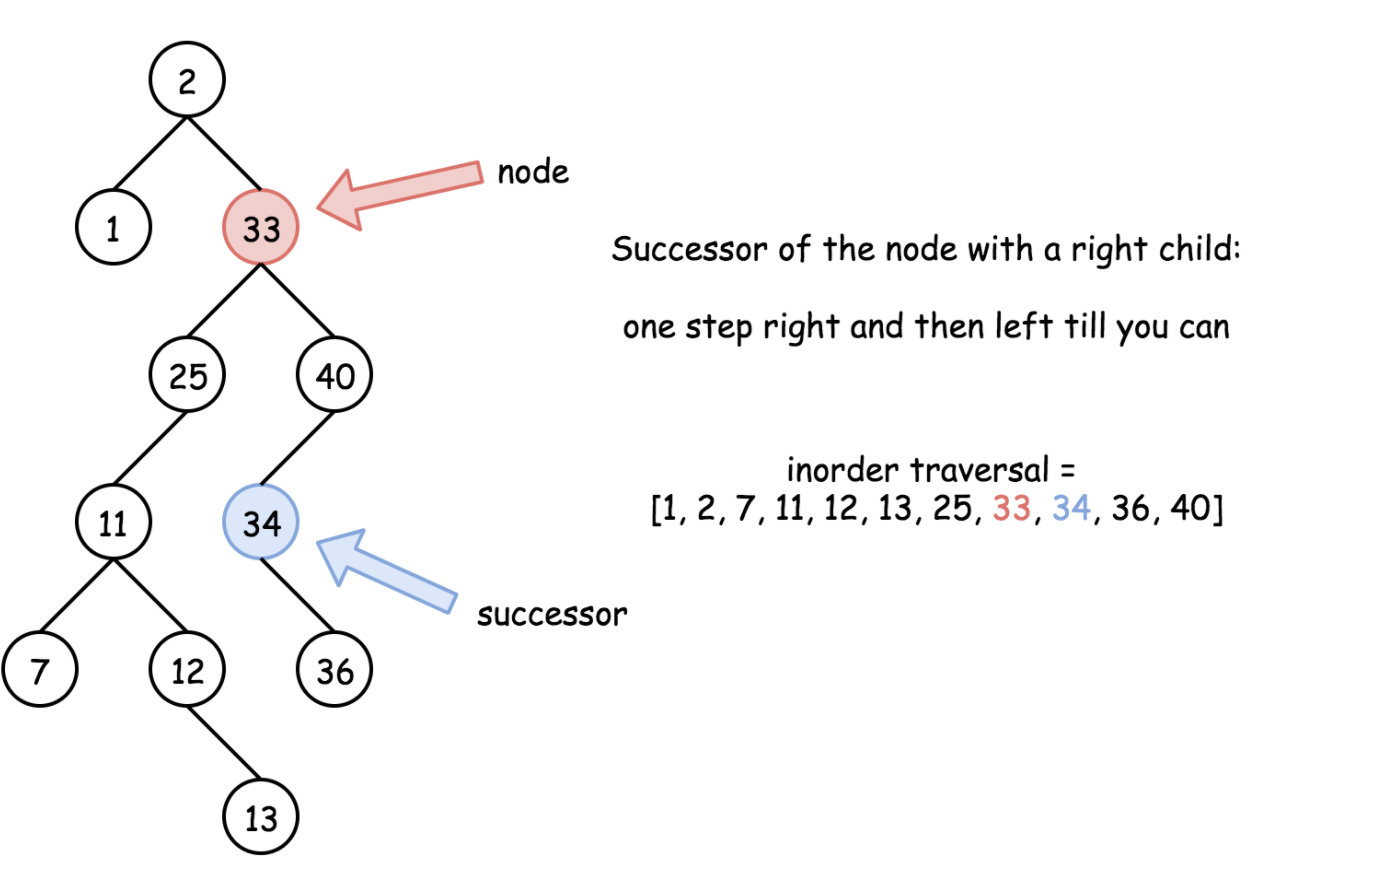 2
node
1
33
Successor of the node with a right child:
one step right and then left till you can
25
40
inorder traversal =
[1, 2, 7, 11, 12, 13, 25, 33, 34, 36, 40]
11
34
successor
7
12
36
13